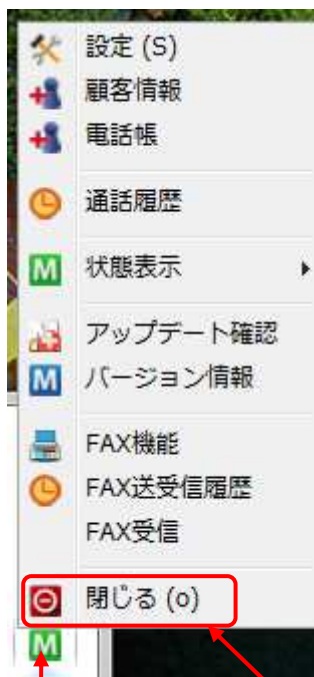 設定 (S)
顧客情報
電話帳
通話履歴
M 状態表示
アップデート確認
M バージョン情報
FAX機能
FAX送受信履歴
FAX受信
閉じる (o)
M